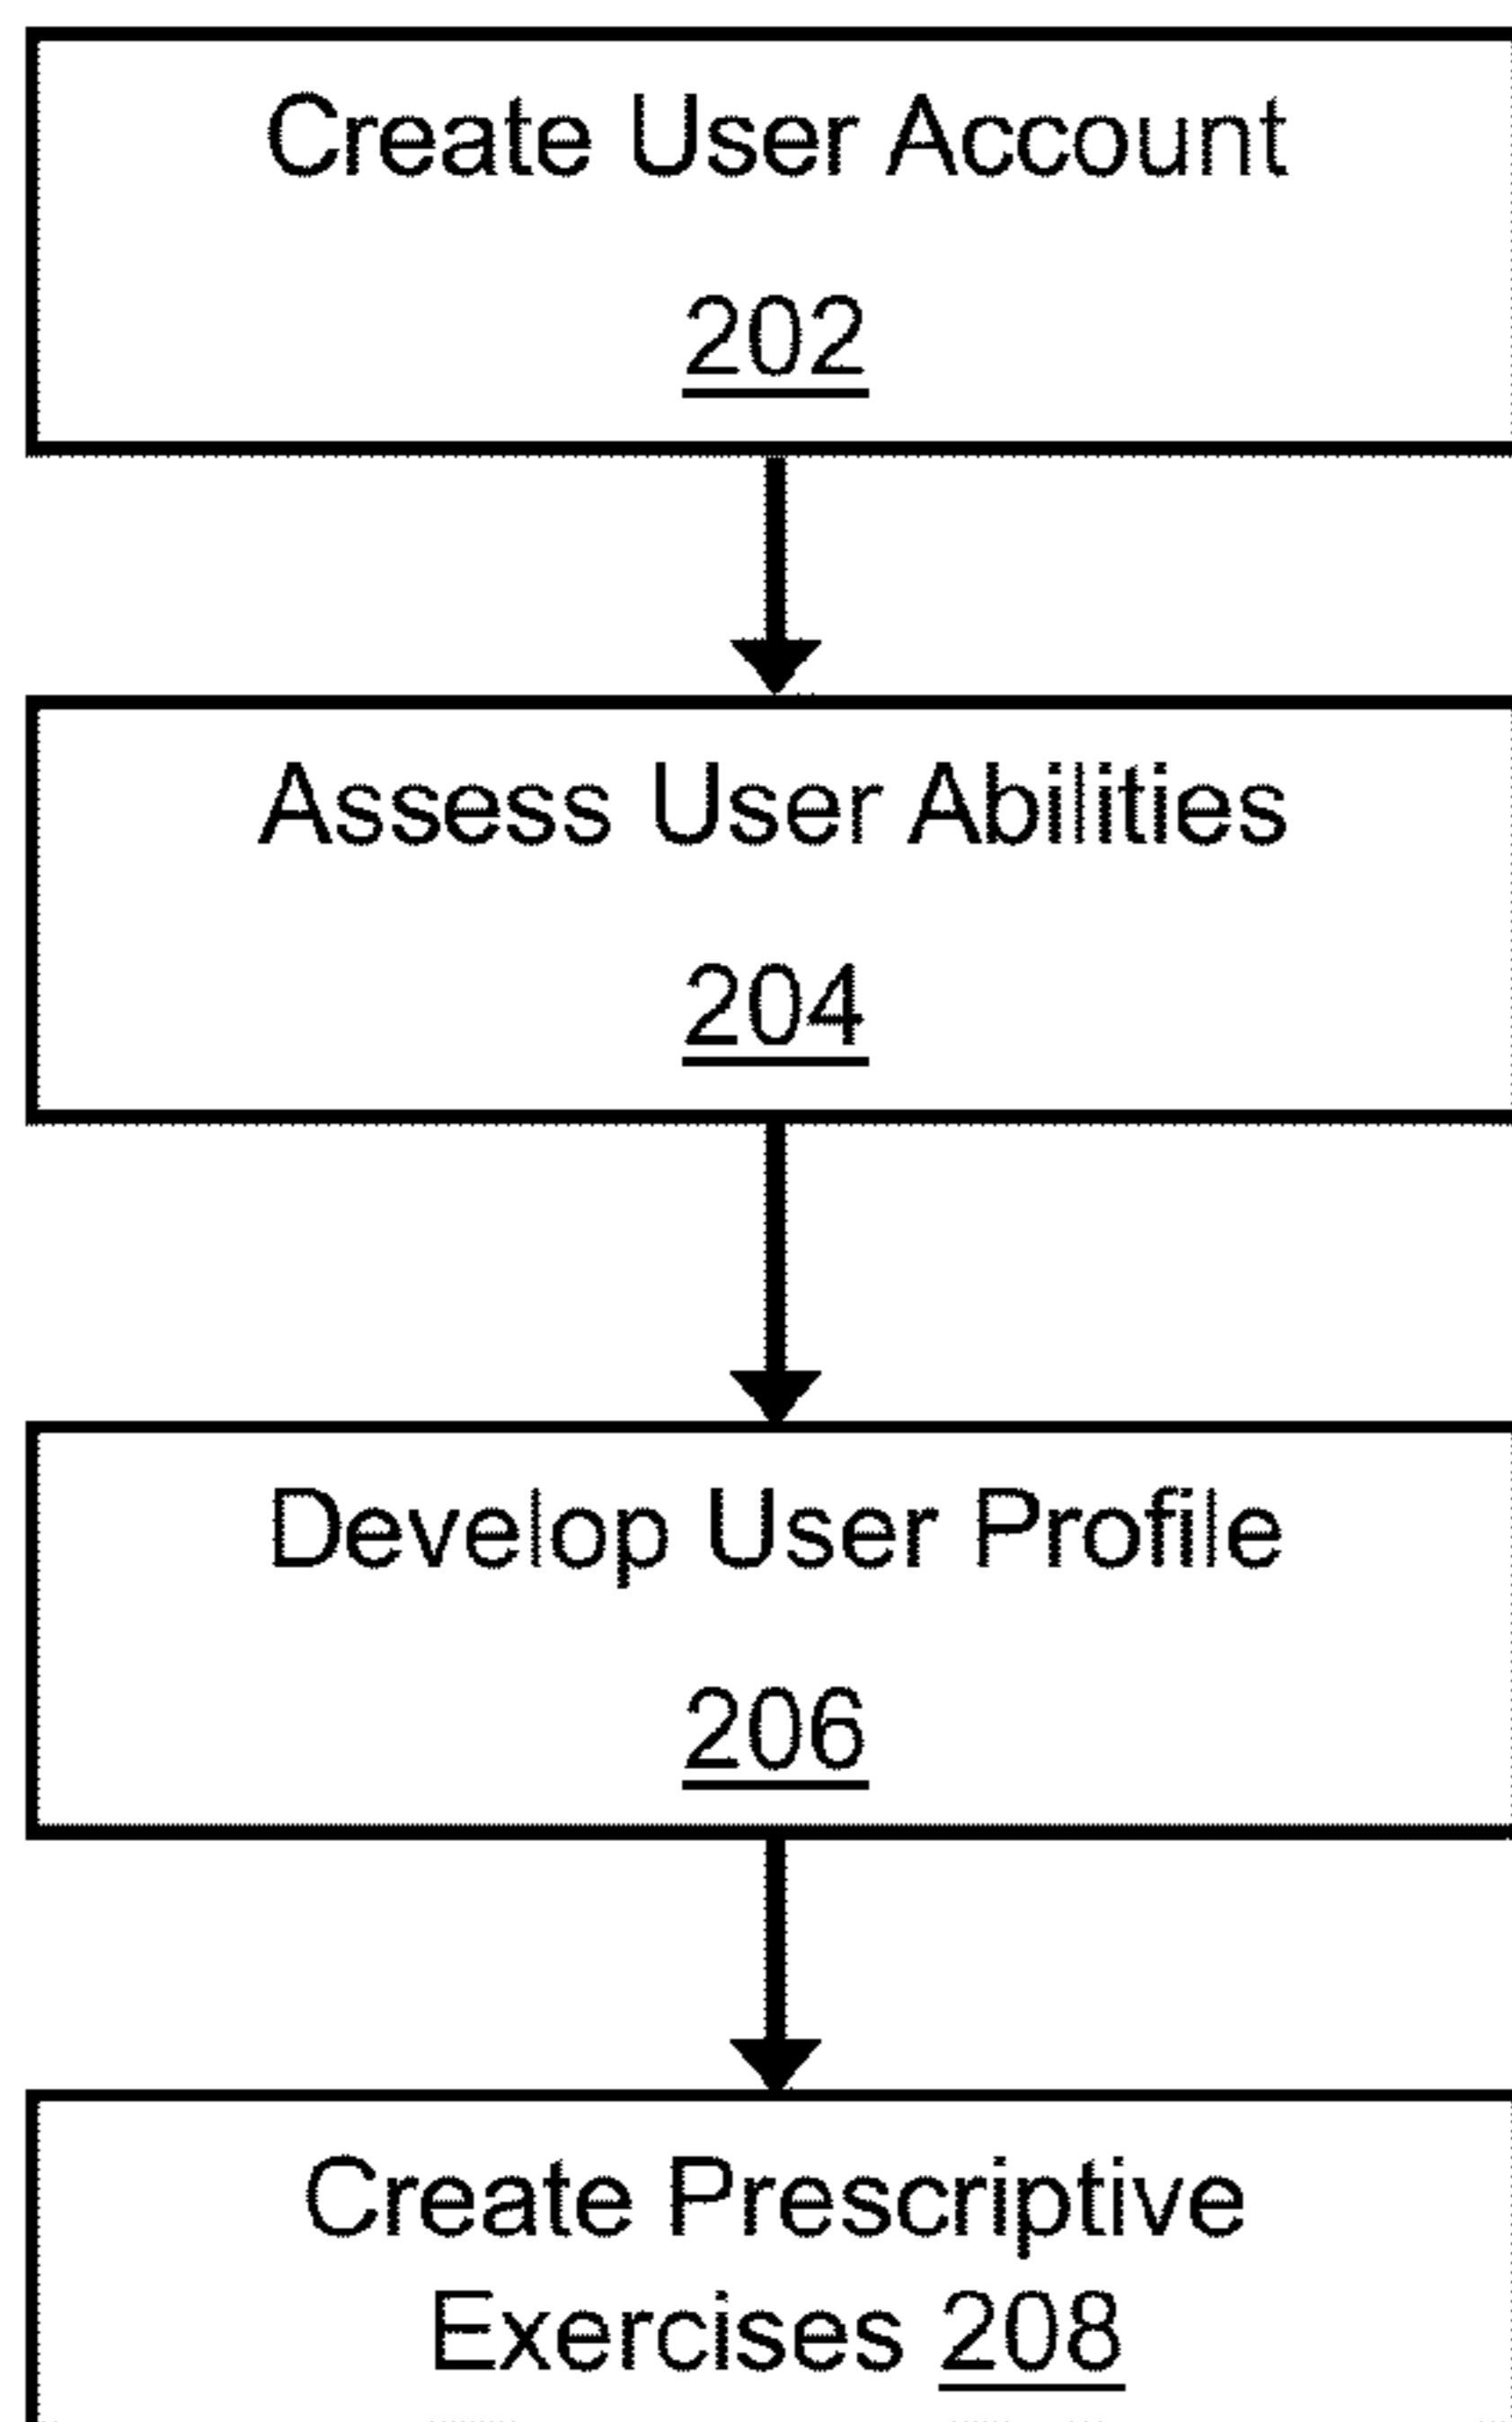 Create User Account
202
Assess User Abilities
204
Develop User Profile
206
Create Prescriptive
Exercises 208